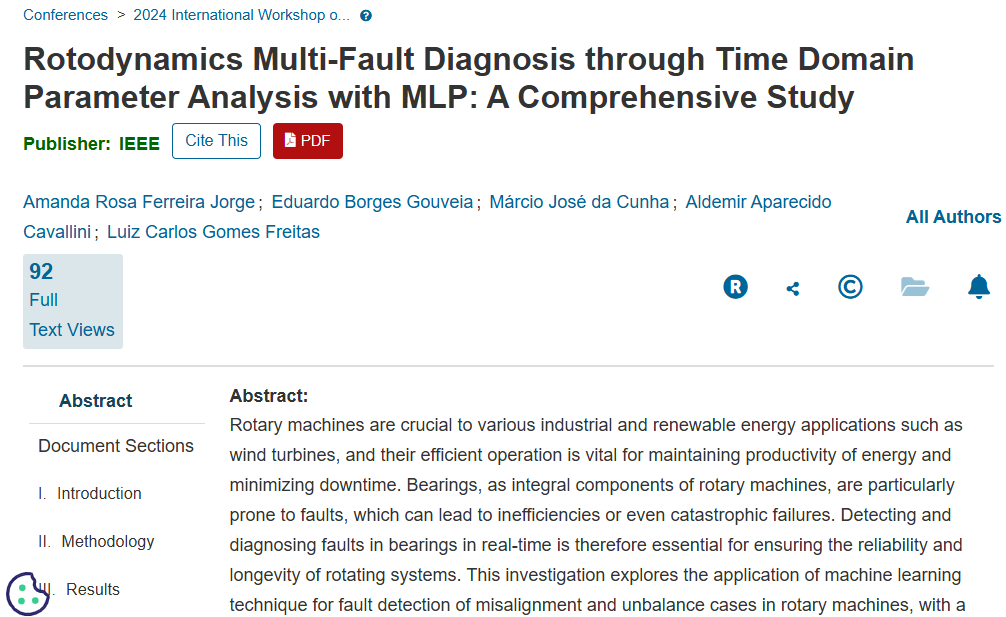 Conferences > 2024 International Workshop o... ?
Rotodynamics Multi-Fault Diagnosis through Time Domain
Parameter Analysis with MLP: A Comprehensive Study
Publisher: IEEE Cite This PDF
Amanda Rosa Ferreira Jorge ; Eduardo Borges Gouveia ; Márcio José da Cunha ; Aldemir Aparecido
Cavallini ; Luiz Carlos Gomes Freitas
All Authors
92
Full
Text Views
R ©
Abstract
Document Sections
I. Introduction
II. Methodology
III. Results
Abstract:
Rotary machines are crucial to various industrial and renewable energy applications such as
wind turbines, and their efficient operation is vital for maintaining productivity of energy and
minimizing downtime. Bearings, as integral components of rotary machines, are particularly
prone to faults, which can lead to inefficiencies or even catastrophic failures. Detecting and
diagnosing faults in bearings in real-time is therefore essential for ensuring the reliability and
longevity of rotating systems. This investigation explores the application of machine learning
technique for fault detection of misalignment and unbalance cases in rotary machines, with a